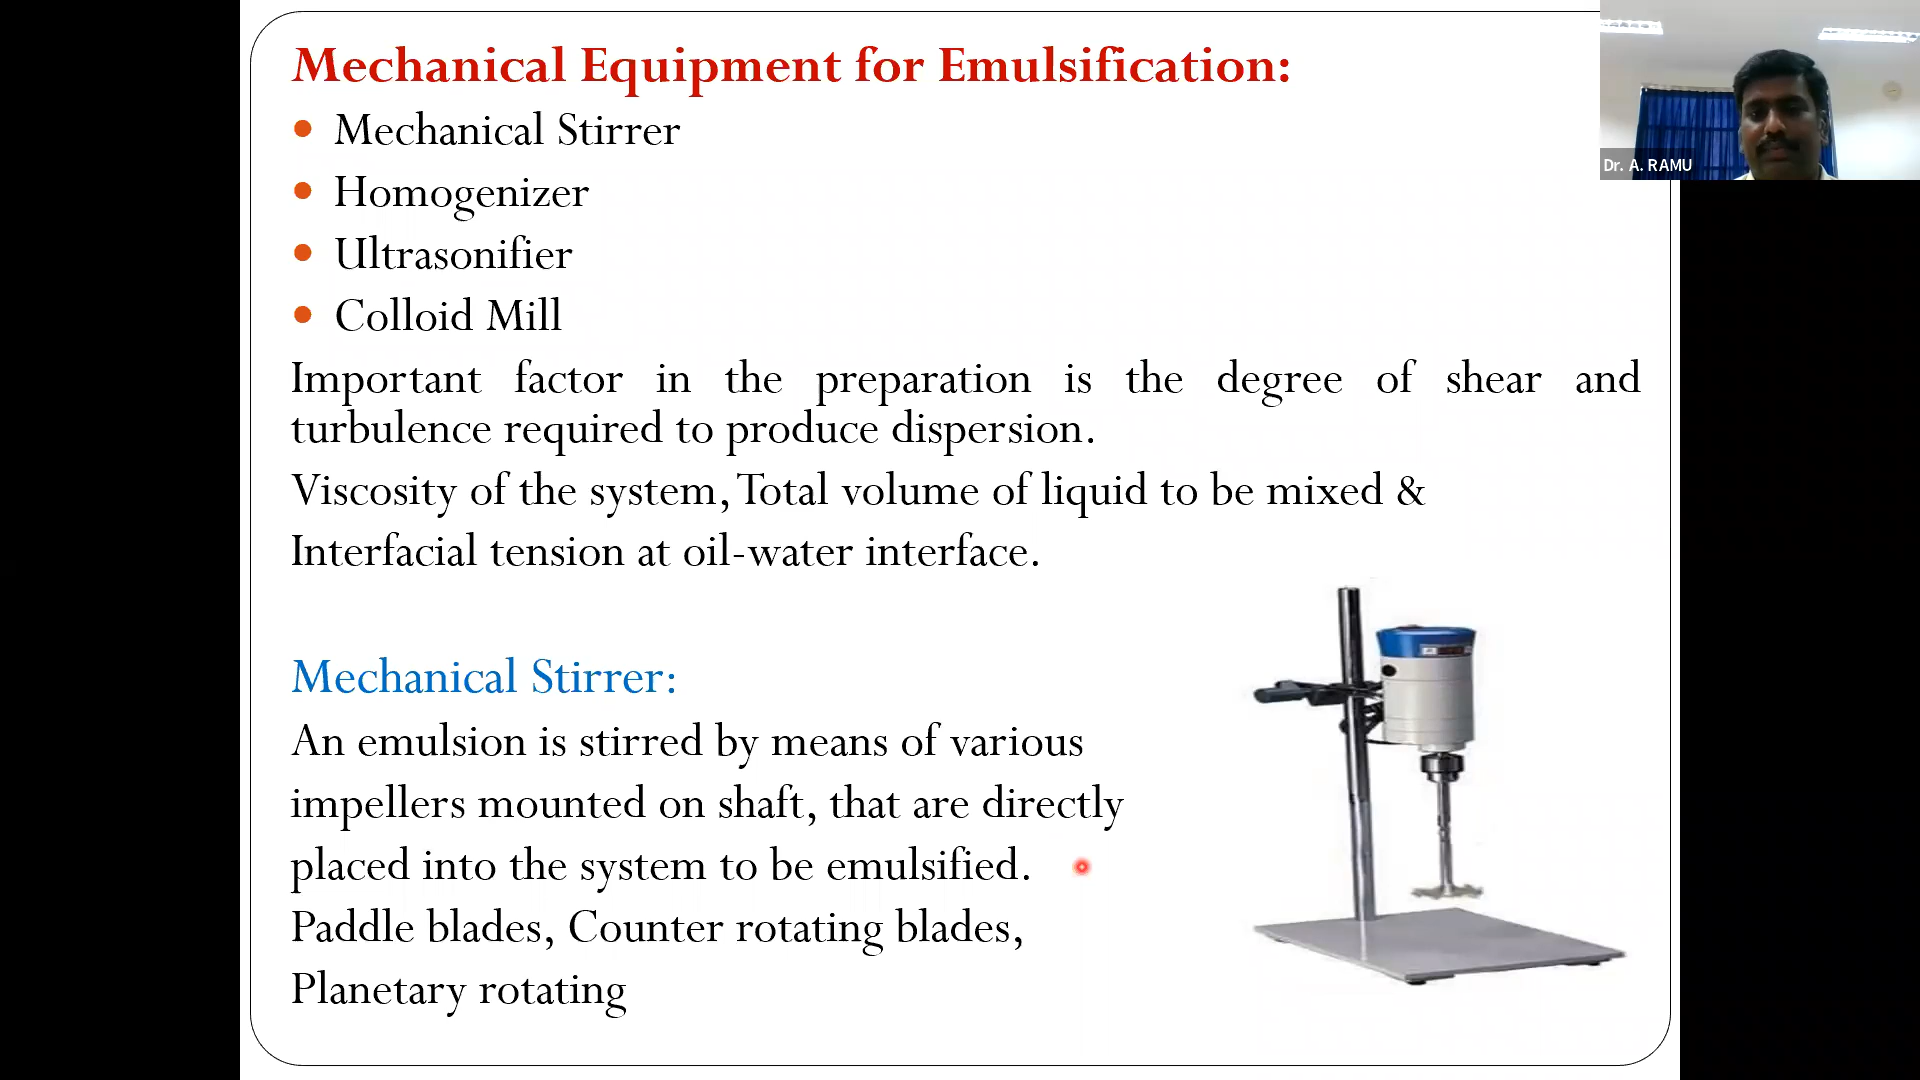 Mechanical Equipment for Emulsification:
• Mechanical Stirrer
• Homogenizer
• Ultrasonifier
• Colloid Mill
Important factor in the preparation is the degree of shear and
turbulence required to produce dispersion.
Viscosity of the system, Total volume of liquid to be mixed &
Interfacial tension at oil-water interface.
Mechanical Stirrer:
An emulsion is stirred by means of various
impellers mounted on shaft, that are directly
placed into the system to be emulsified.
Paddle blades, Counter rotating blades,
Planetary rotating
Dr. A. RAMU